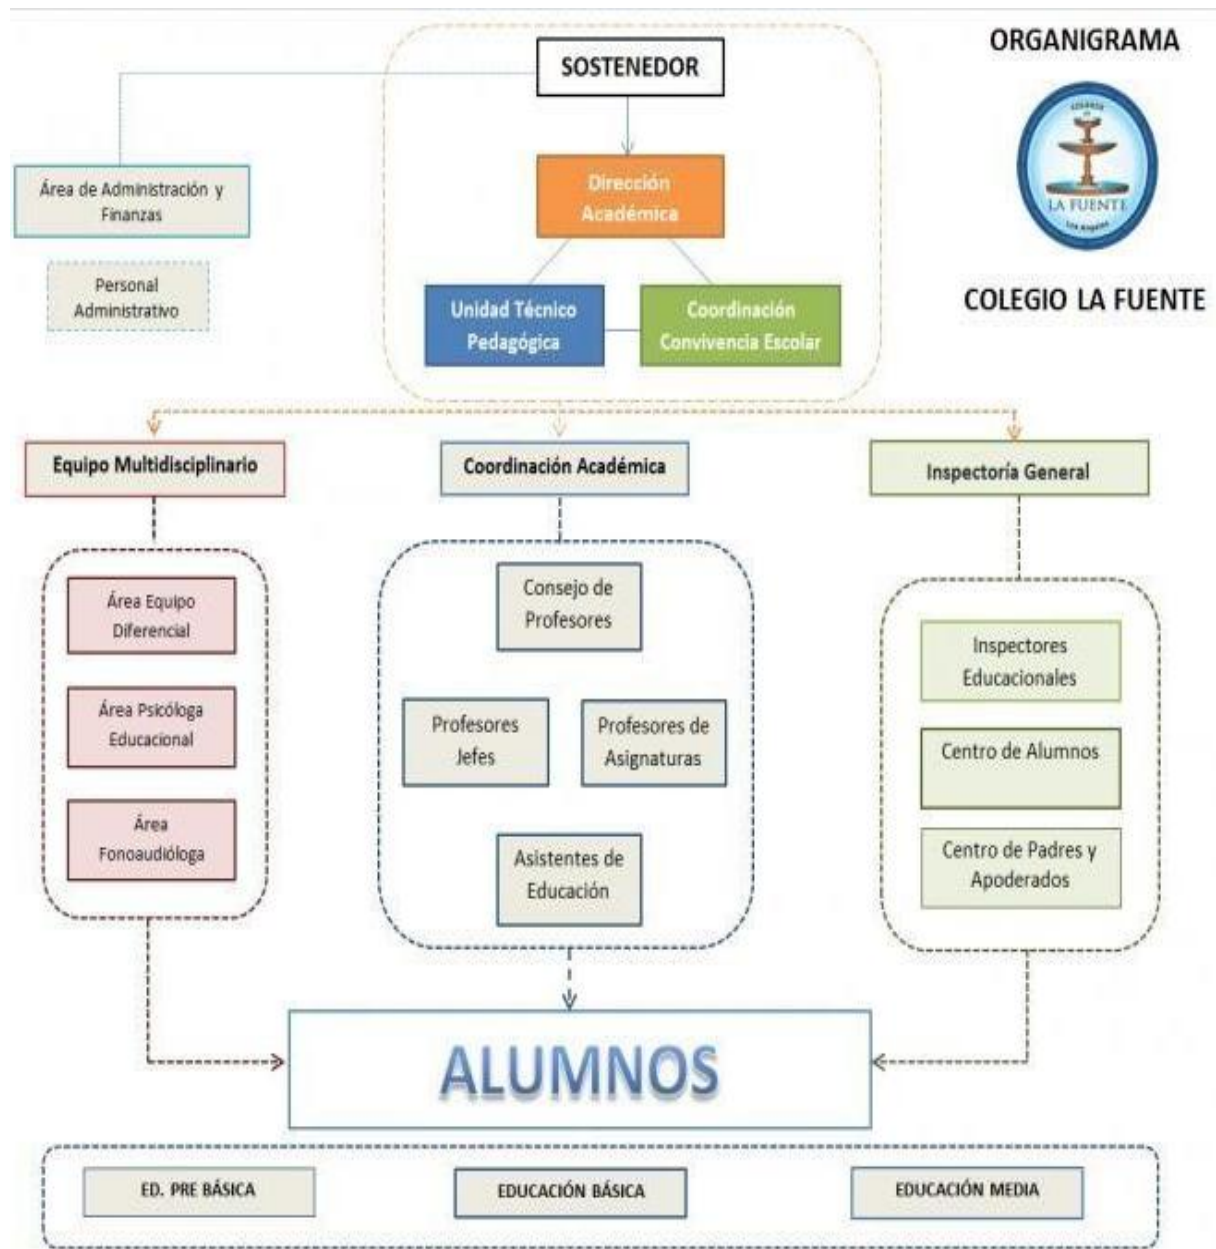 ORGANIGRAMA
COLEGIO
LA FUENTE
Los Angeles
COLEGIO LA FUENTE
SOSTENEDOR
Área de Administración y
Finanzas
Personal
Administrativo
Dirección
Académica
Unidad Técnico
Pedagógica
Coordinación
Convivencia Escolar
Equipo Multidisciplinario
Coordinación Académica
Inspectoría General
Área Equipo
Diferencial
Área Psicóloga
Educacional
Área
Fonoaudióloga
Consejo de
Profesores
Profesores
Jefes
Profesores de
Asignaturas
Asistentes de
Educación
Inspectores
Educacionales
Centro de Alumnos
Centro de Padres y
Apoderados
ALUMNOS
ED. PRE BÁSICA
EDUCACIÓN BÁSICA
EDUCACIÓN MEDIA